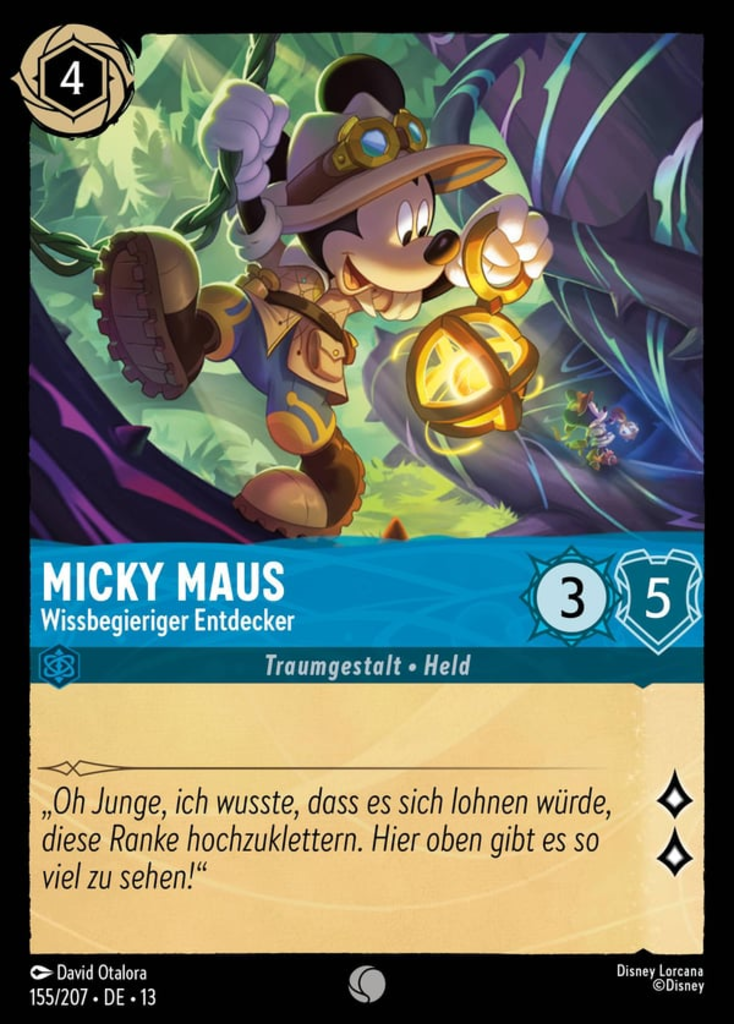 4
MICKY MAUS
Wissbegieriger Entdecker
3
5
Traumgestalt • Held
„Oh Junge, ich wusste, dass es sich lohnen würde,
diese Ranke hochzuklettern. Hier oben gibt es so
viel zu sehen!“
David Otalora
155/207 • DE • 13
Disney Lorcana
©Disney